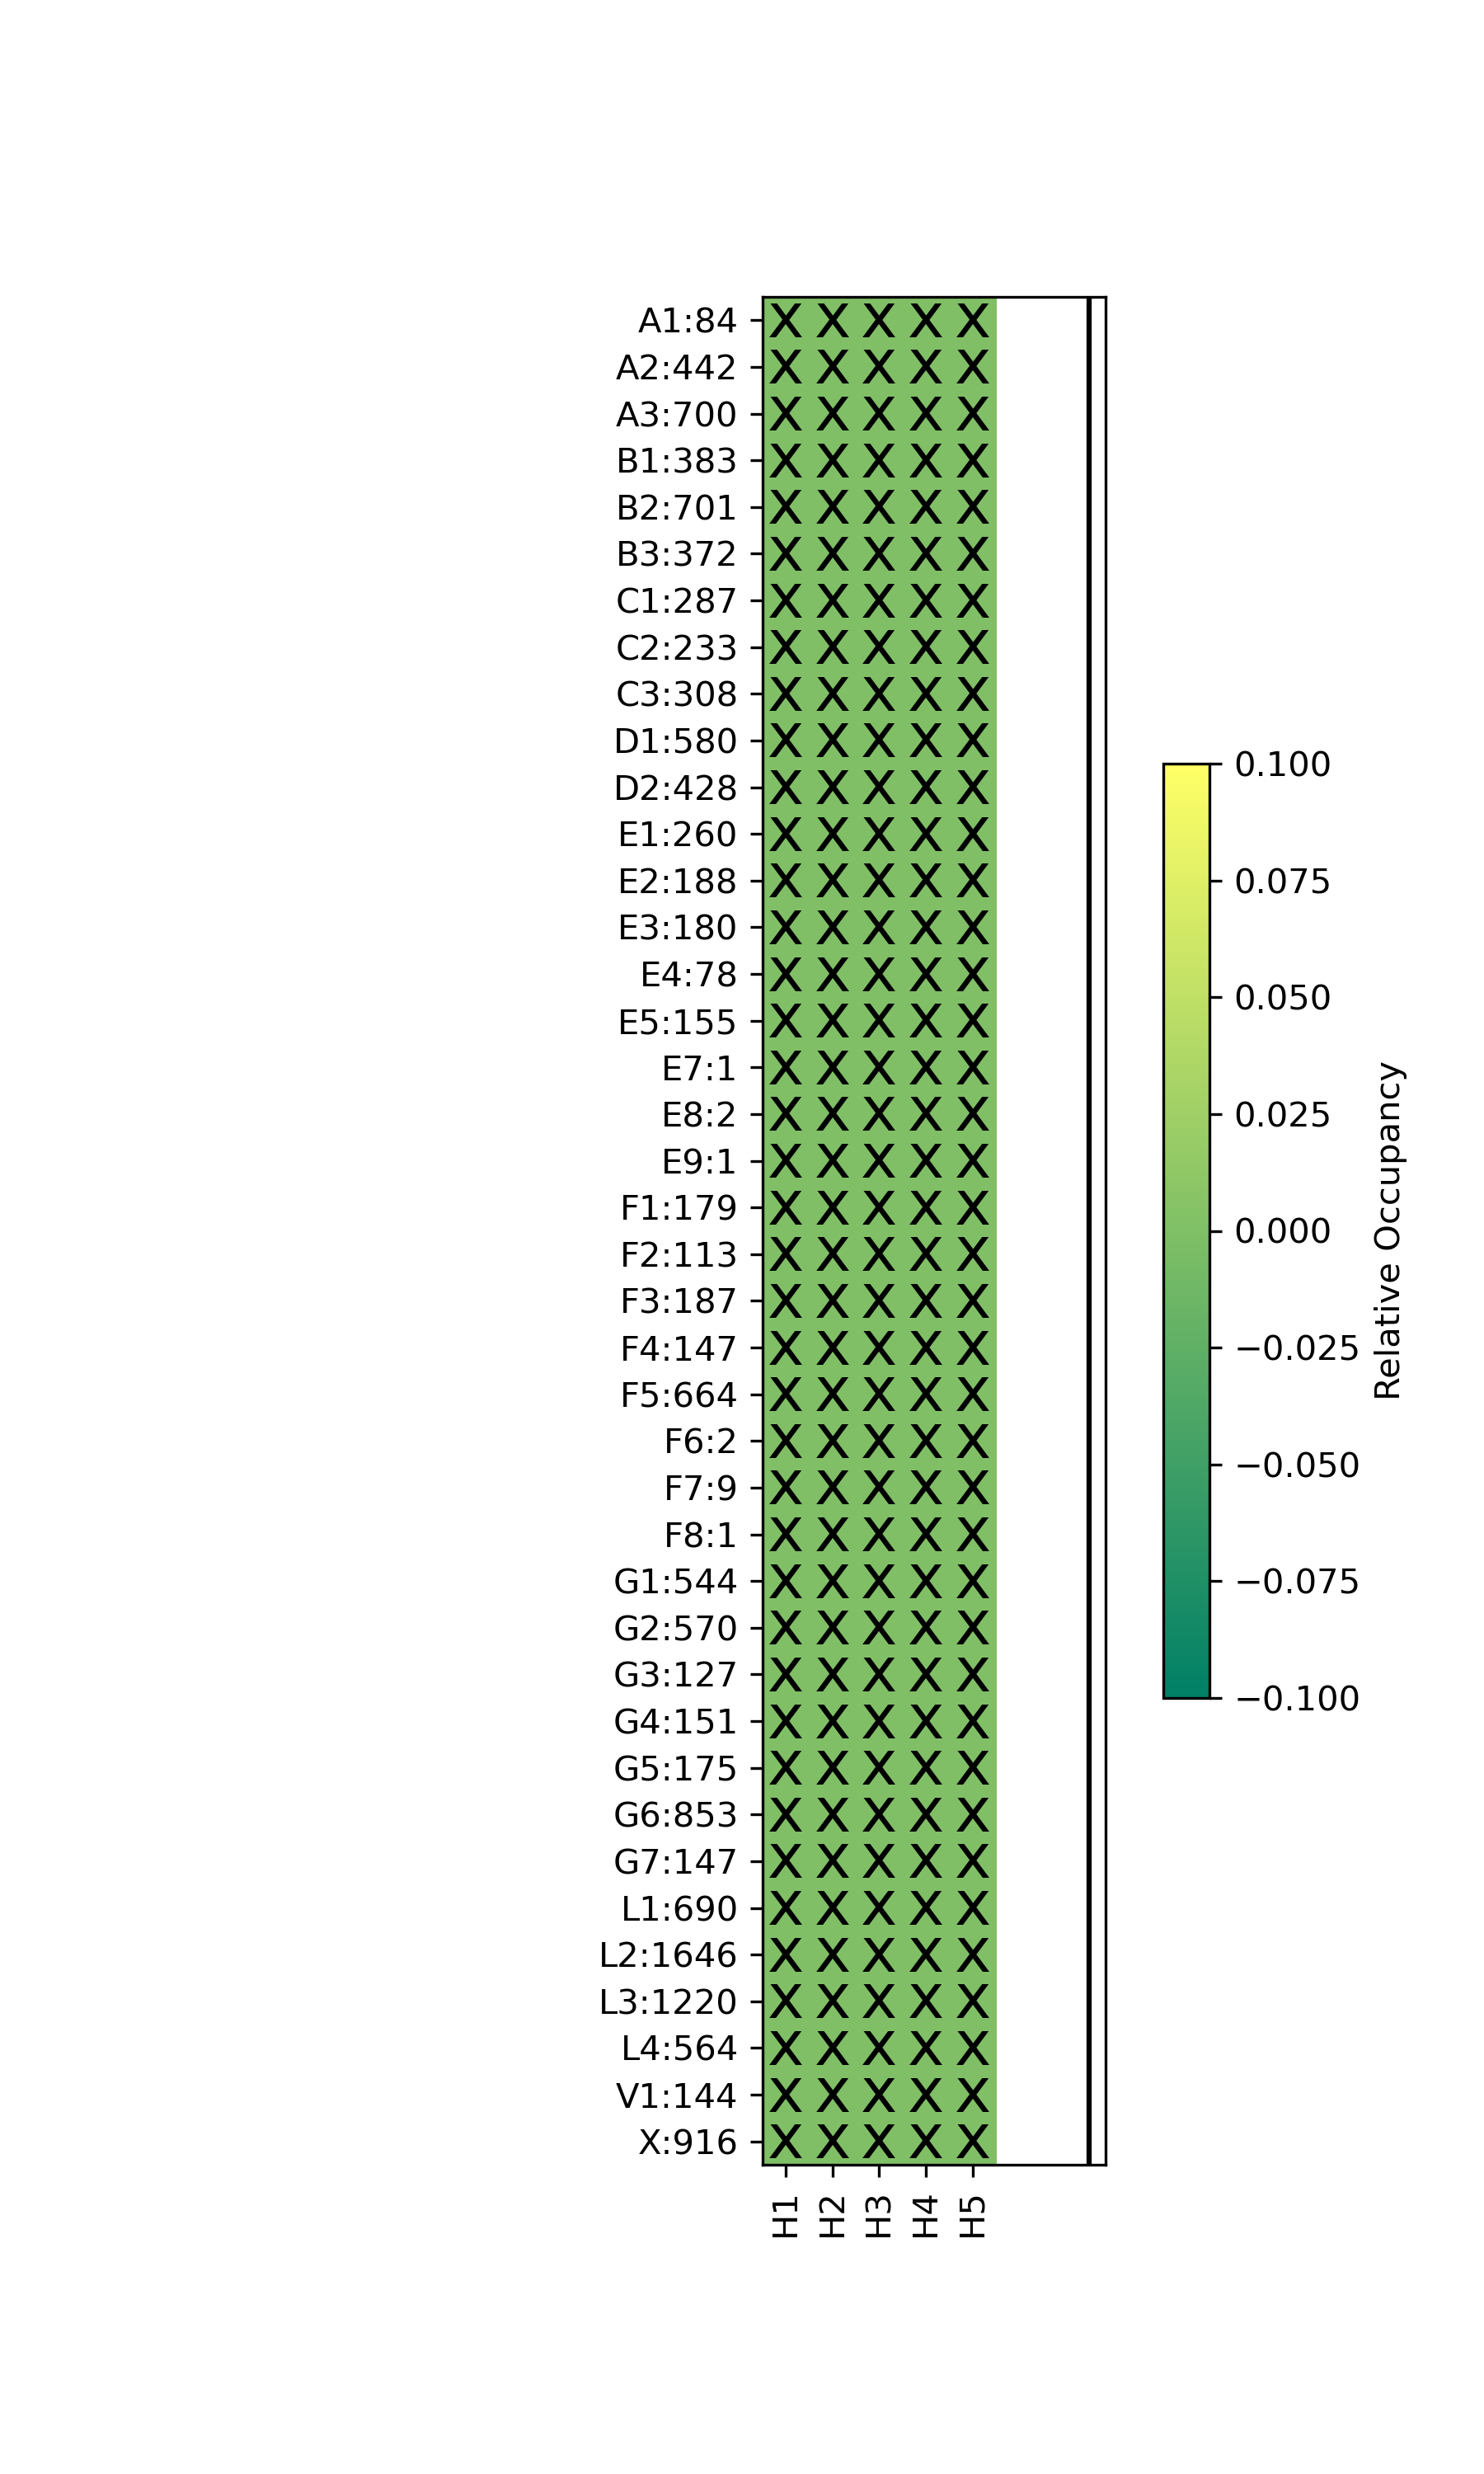 A1:84 X X X X X
A2:442 X X X X X
A3:700 X X X X X
B1:383 X X X X X
B2:701 X X X X X
B3:372 X X X X X
C1:287 X X X X X
C2:233 X X X X X
C3:308 X X X X X
D1:580 X X X X X
D2:428 X X X X X
E1:260 X X X X X
E2:188 X X X X X
E3:180 X X X X X
E4:78 X X X X X
E5:155 X X X X X
E7:1 X X X X X
E8:2 X X X X X
E9:1 X X X X X
F1:179 X X X X X
F2:113 X X X X X
F3:187 X X X X X
F4:147 X X X X X
F5:664 X X X X X
F6:2 X X X X X
F7:9 X X X X X
F8:1 X X X X X
G1:544 X X X X X
G2:570 X X X X X
G3:127 X X X X X
G4:151 X X X X X
G5:175 X X X X X
G6:853 X X X X X
G7:147 X X X X X
L1:690 X X X X X
L2:1646 X X X X X
L3:1220 X X X X X
L4:564 X X X X X
V1:144 X X X X X
X:916 X X X X X
H1 H2 H3 H4 H5
0.100
0.075
0.050
0.025
0.000
−0.025
−0.050
−0.075
−0.100
Relative Occupancy